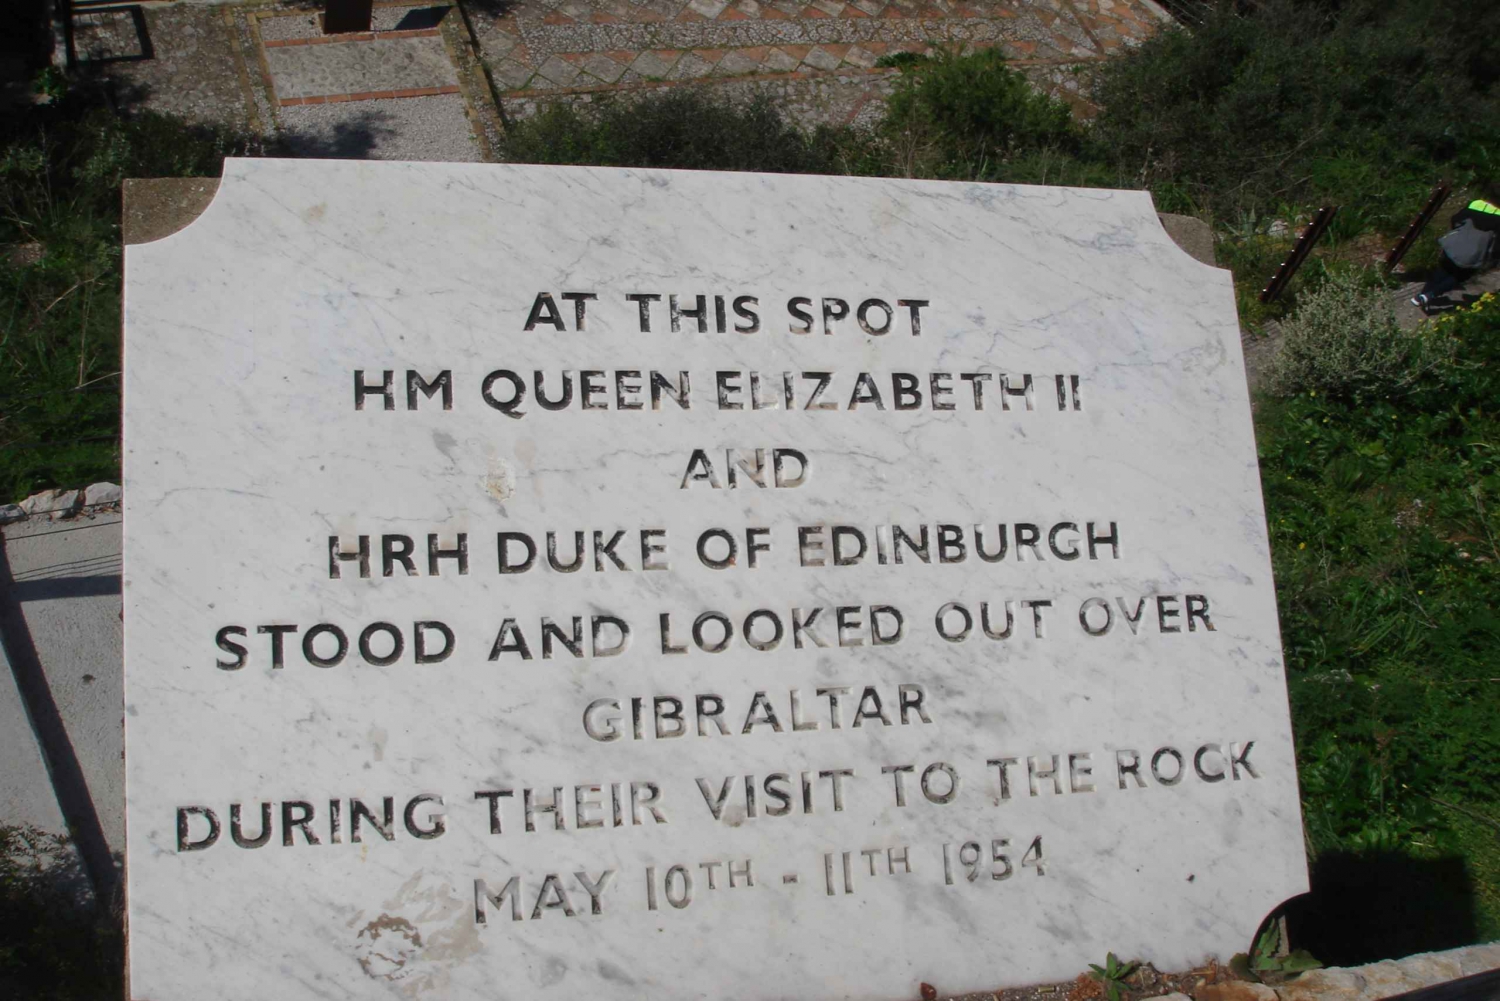 AT THIS SPOT
HM QUEEN ELIZABETH II
AND
HRH DUKE OF EDINBURGH
STOOD AND LOOKED OUT OVER
GIBRALTAR
DURING THEIR VISIT TO THE ROCK
MAY 10TH - 11TH 1954